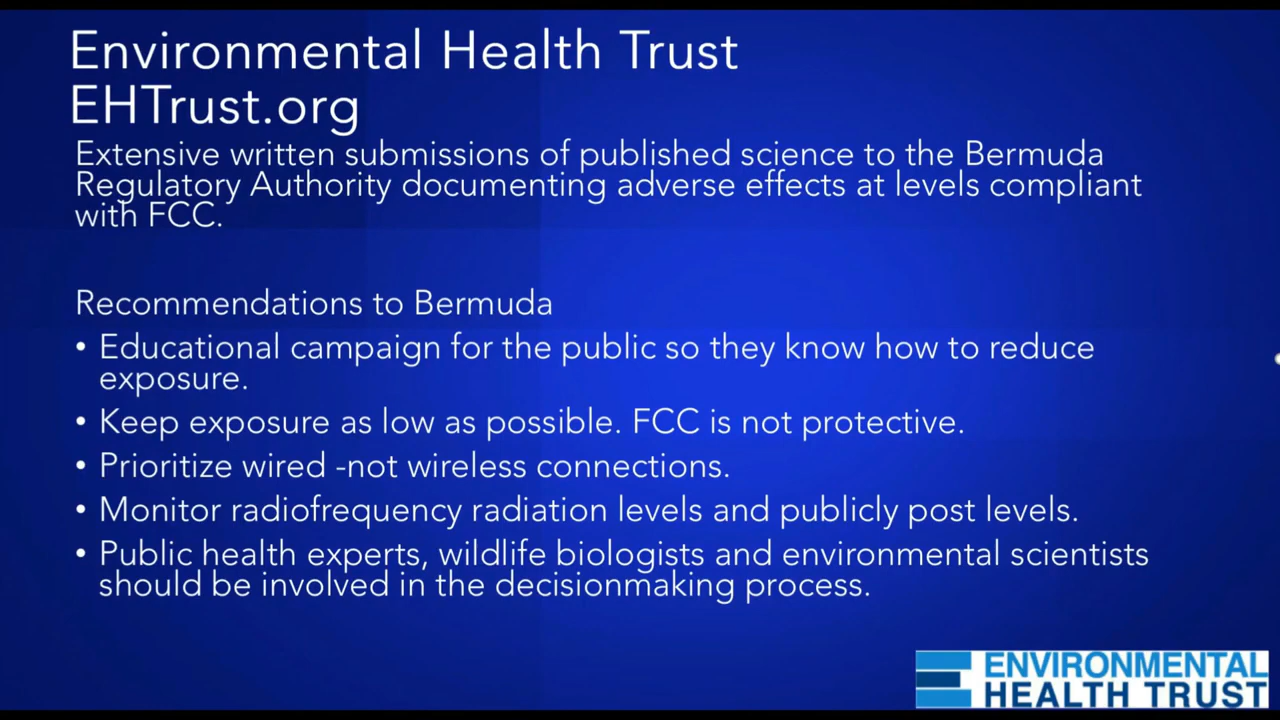 Environmental Health Trust
EHTrust.org
Extensive written submissions of published science to the Bermuda
Regulatory Authority documenting adverse effects at levels compliant
with FCC.
Recommendations to Bermuda
• Educational campaign for the public so they know how to reduce
exposure.
• Keep exposure as low as possible. FCC is not protective.
• Prioritize wired -not wireless connections.
• Monitor radiofrequency radiation levels and publicly post levels.
• Public health experts, wildlife biologists and environmental scientists
should be involved in the decisionmaking process.
ENVIRONMENTAL
HEALTH TRUST